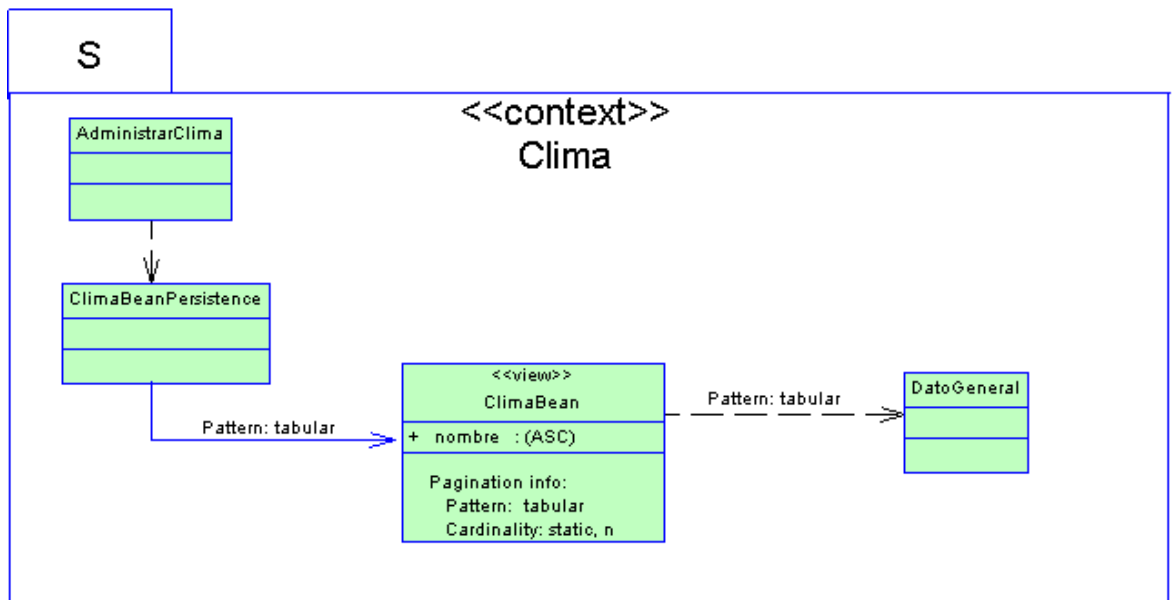 S
<<context>>
Clima
AdministrarClima
ClimaBeanPersistence
Pattern: tabular
<<view>>
ClimaBean
+ nombre : (ASC)
Pagination info:
Pattern: tabular
Cardinality: static, n
Pattern: tabular
DatoGeneral